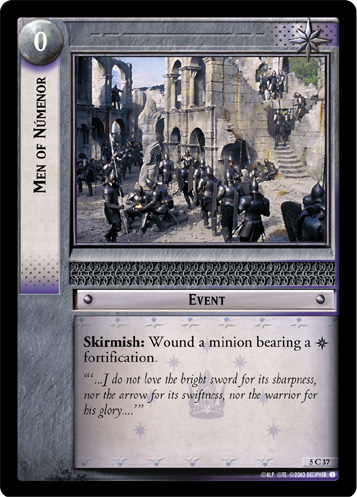 0
MEN OF NÚMENOR
EVENT
Skirmish: Wound a minion bearing a
fortification.
“‘...I do not love the bright sword for its sharpness,
nor the arrow for its swiftness, nor the warrior for
his glory....’”
5 C 37
©NLP ©TE ©2003 DECIPHER